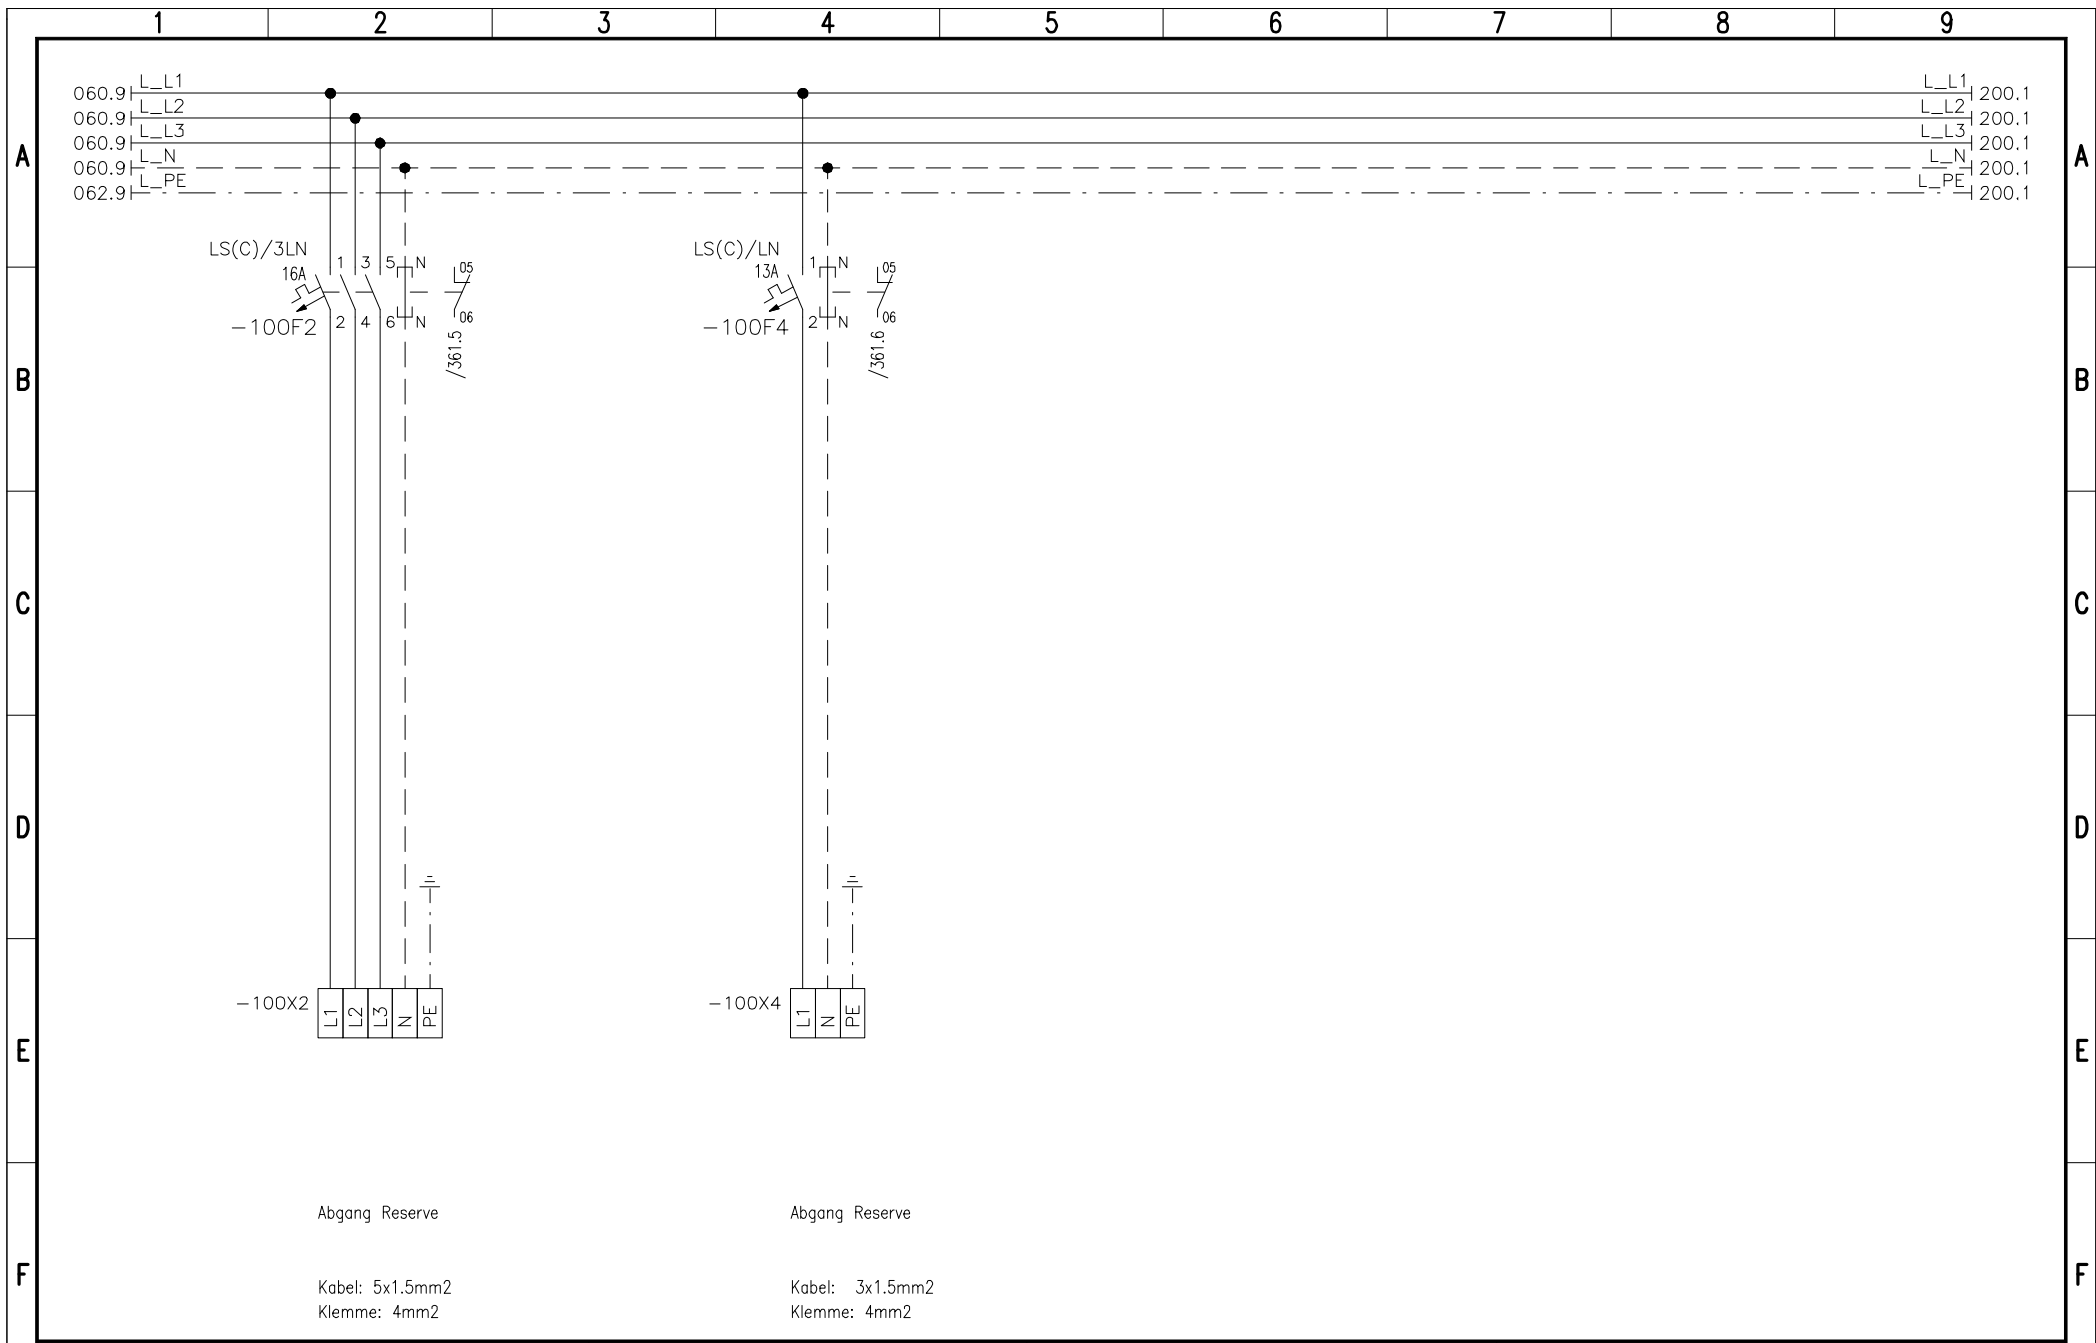 1 2 3 4 5 6 7 8 9
L_L1 L_L1
060.9 200.1
L_L2 L_L2
060.9 200.1
L_L3 L_L3
060.9 200.1
A L_N L_N A
060.9 200.1
L_PE L_PE
062.9 200.1
LS(C)/3LN LS(C)/LN
1 3 5 N 1 N
16A 05 13A 05
2 4 6 N 06 2 N 06
-100F2 -100F4
/361.5 /361.6
B B
C C
D D
-100X2 -100X4
L1 L2 L3 N PE L1 N PE
E E
Abgang Reserve Abgang Reserve
F F
Kabel: 5x1.5mm2 Kabel: 3x1.5mm2
Klemme: 4mm2 Klemme: 4mm2